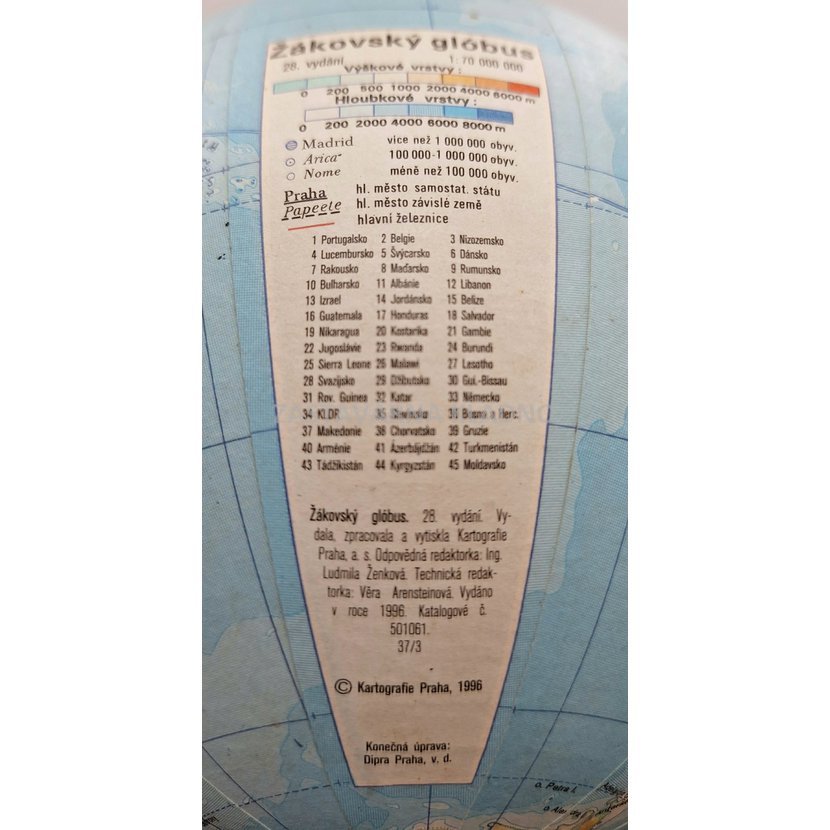 Žákovský glóbus
28. vydání 1:70 000 000
Výškové vrstvy:
0 200 500 1000 2000 4000 6000 m
Hloubkové vrstvy:
0 200 2000 4000 6000 8000 m
Madrid více než 1 000 000 obyv.
Arica 100 000-1 000 000 obyv.
Nome méně než 100 000 obyv.
Praha hl. město samostat. státu
Papeete hl. město závislé země
hlavní železnice
1 Portugalsko 2 Belgie 3 Nizozemsko
4 Lucembursko 5 Švýcarsko 6 Dánsko
7 Rakousko 8 Maďarsko 9 Rumunsko
10 Bulharsko 11 Albánie 12 Libanon
13 Izrael 14 Jordánsko 15 Belize
16 Guatemala 17 Honduras 18 Salvador
19 Nikaragua 20 Kostarika 21 Gambie
22 Jugoslávie 23 Rwanda 24 Burundi
25 Sierra Leone 26 Malawi 27 Lesotho
28 Svazijsko 29 Džibutsko 30 Gui.-Bissau
31 Rov. Guinea 32 Katar 33 Německo
34 KLDR 35 Slovinsko 36 Bosna a Herc.
37 Makedonie 38 Chorvatsko 39 Gruzie
40 Arménie 41 Ázerbájdžán 42 Turkmenistán
43 Tádžikistán 44 Kyrgyzstán 45 Moldavsko
Žákovský glóbus. 28. vydání. Vy-
dala, zpracovala a vytiskla Kartografie
Praha, a. s. Odpovědná redaktorka: Ing.
Ludmila Ženková. Technická redak-
torka: Věra Arensteinová. Vydáno
v roce 1996. Katalogové č.
501061.
37/3
© Kartografie Praha, 1996
Konečná úprava:
Dipra Praha, v. d.
o. Petra I.